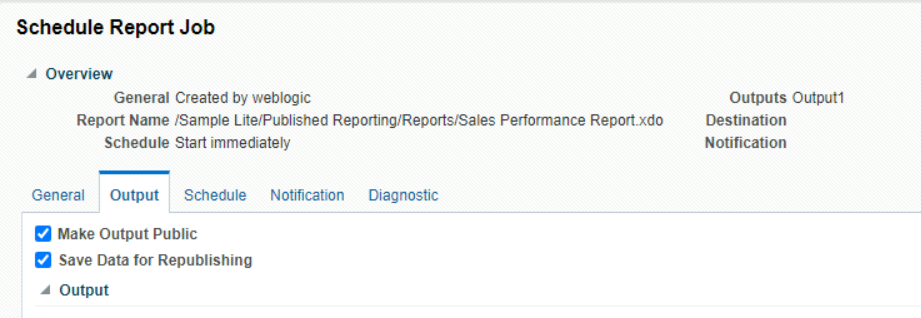 Schedule Report Job
Overview
General Created by weblogic Outputs Output1
Report Name /Sample Lite/Published Reporting/Reports/Sales Performance Report.xdo Destination
Schedule Start immediately Notification
General Output Schedule Notification Diagnostic
Make Output Public
Save Data for Republishing
Output